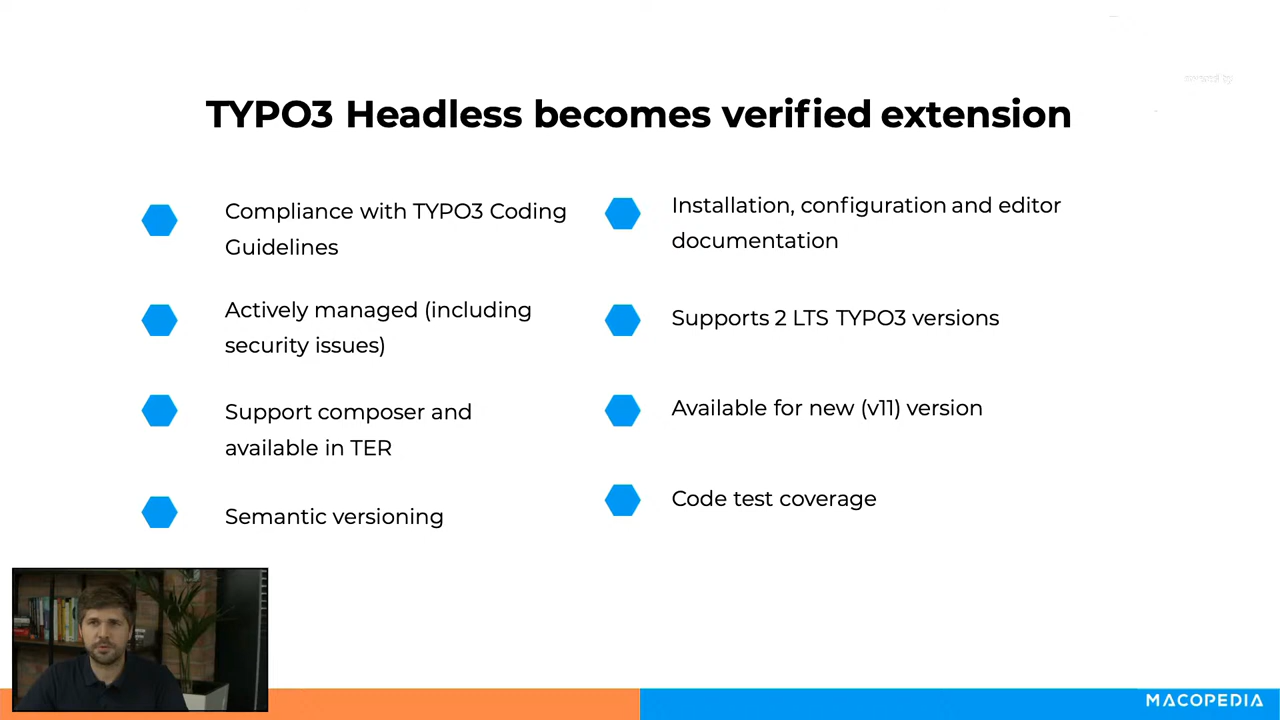 TYPO3 Headless becomes verified extension
Compliance with TYPO3 Coding
Guidelines
Actively managed (including
security issues)
Support composer and
available in TER
Semantic versioning
Installation, configuration and editor
documentation
Supports 2 LTS TYPO3 versions
Available for new (v11) version
Code test coverage
powered by
MACOPEDIA